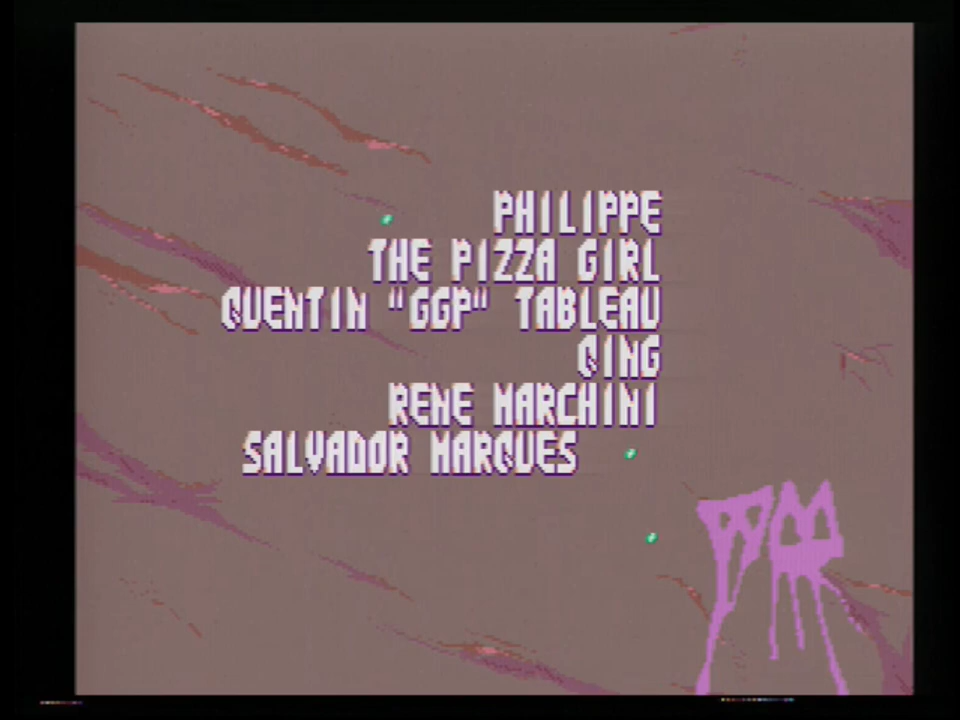 PHILIPPE
THE PIZZA GIRL
QUENTIN "GGP" TABLEAU
QING
RENE MARCHINI
SALVADOR MARQUES